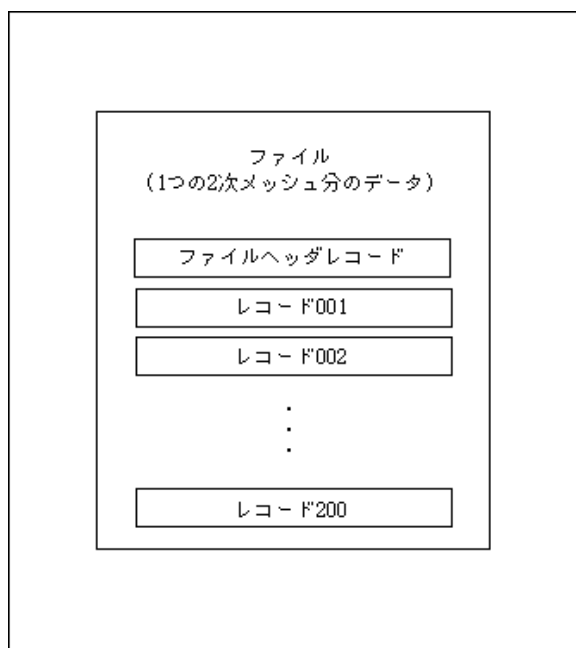 ファイル
(1つの2次メッシュ分のデータ)
ファイルヘッダレコード
レコード001
レコード002
・
・
・
レコード200